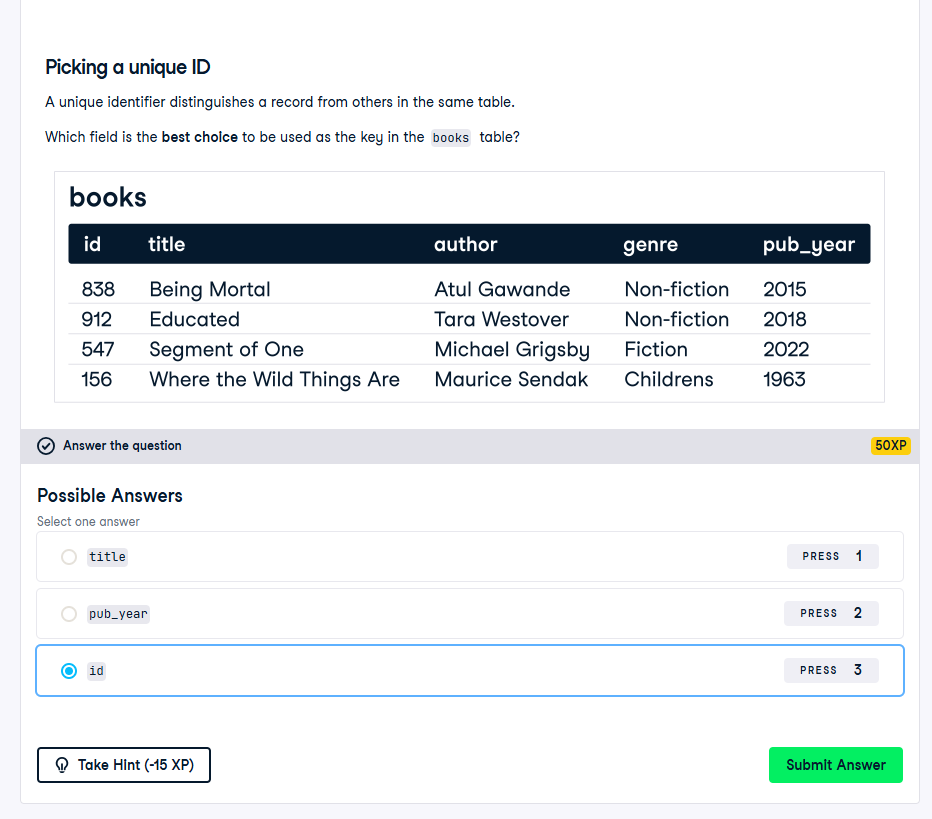 Picking a unique ID
A unique identifier distinguishes a record from others in the same table.
Which field is the best choice to be used as the key in the books table?
books
id title author genre pub_year
838 Being Mortal Atul Gawande Non-fiction 2015
912 Educated Tara Westover Non-fiction 2018
547 Segment of One Michael Grigsby Fiction 2022
156 Where the Wild Things Are Maurice Sendak Childrens 1963
Answer the question 50XP
Possible Answers
Select one answer
title PRESS 1
pub_year PRESS 2
id PRESS 3
Take Hint (-15 XP) Submit Answer